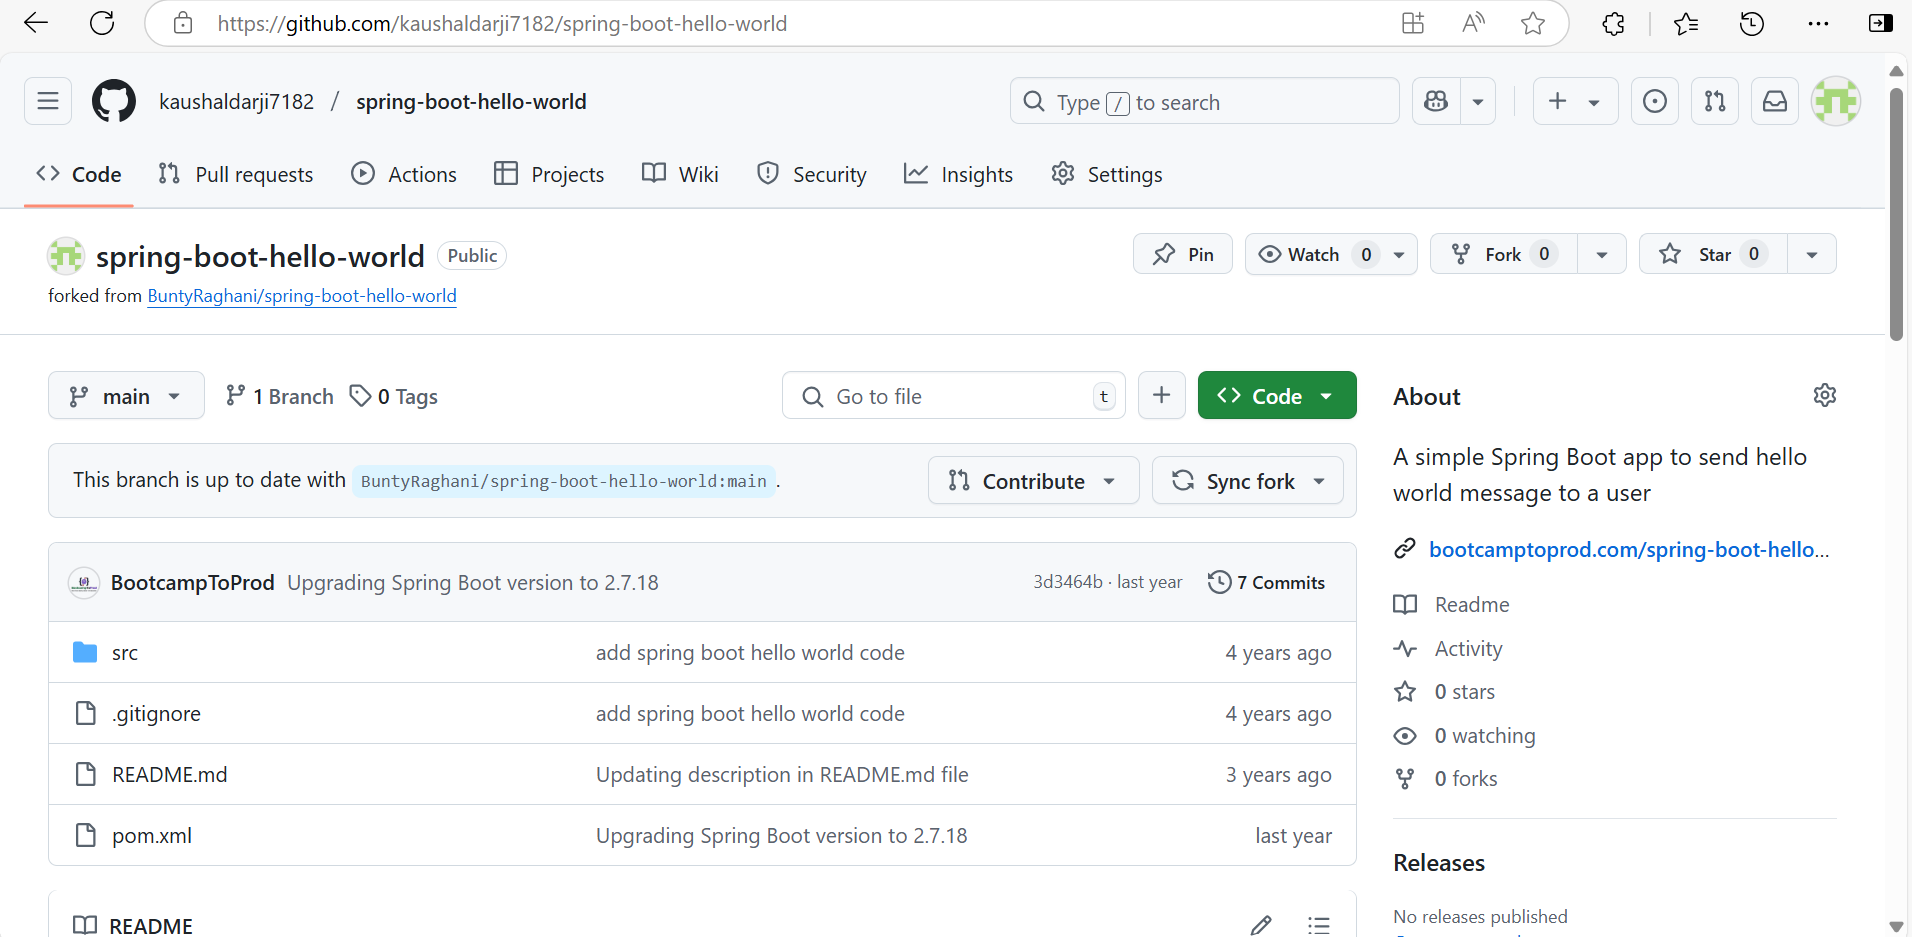 https://github.com/kaushaldarji7182/spring-boot-hello-world
kaushaldarji7182 / spring-boot-hello-world
Type / to search
Code Pull requests Actions Projects Wiki Security Insights Settings
spring-boot-hello-world Public
Pin Watch 0 Fork 0 Star 0
forked from BuntyRaghani/spring-boot-hello-world
main 1 Branch 0 Tags
Go to file t
Code
About
A simple Spring Boot app to send hello
world message to a user
This branch is up to date with BuntyRaghani/spring-boot-hello-world:main .
Contribute Sync fork
bootcamptoprod.com/spring-boot-hello...
BootcampToProd Upgrading Spring Boot version to 2.7.18 3d3464b · last year 7 Commits
src add spring boot hello world code 4 years ago
.gitignore add spring boot hello world code 4 years ago
README.md Updating description in README.md file 3 years ago
pom.xml Upgrading Spring Boot version to 2.7.18 last year
Readme
Activity
0 stars
0 watching
0 forks
Releases
No releases published
README